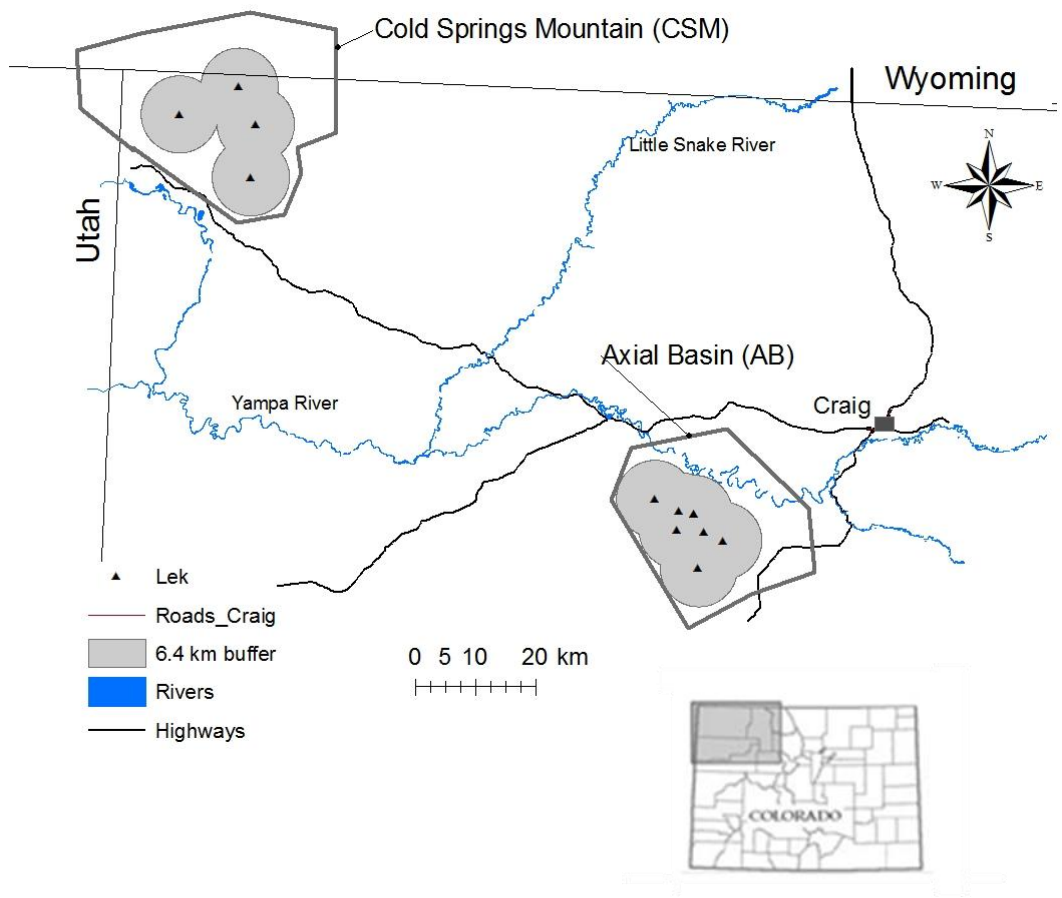 Cold Springs Mountain (CSM)
Wyoming
Little Snake River
N
W
E
S
Utah
Axial Basin (AB)
Yampa River
Craig
Lek
Roads_Craig
6.4 km buffer
Rivers
Highways
0 5 10 20 km
COLORADO